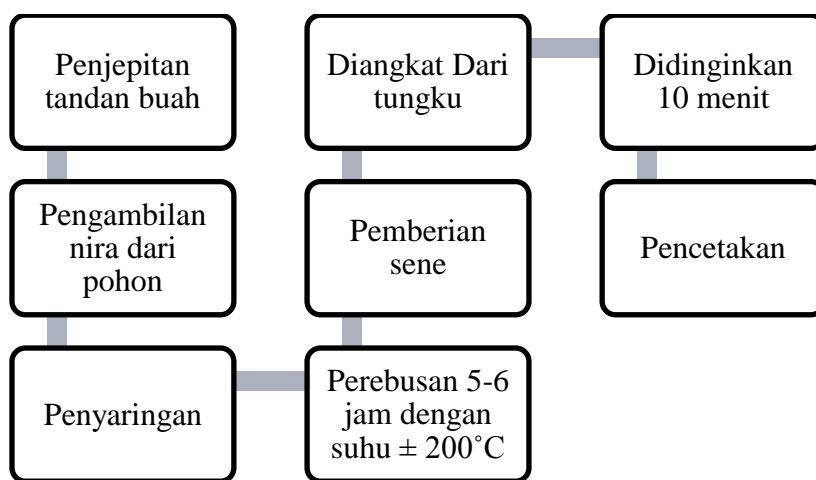 Penjepitan
tandan buah
Pengambilan
nira dari
pohon
Penyaringan
Perebusan 5-6
jam dengan
suhu ± 200˚C
Pemberian
sene
Diangkat Dari
tungku
Didinginkan
10 menit
Pencetakan